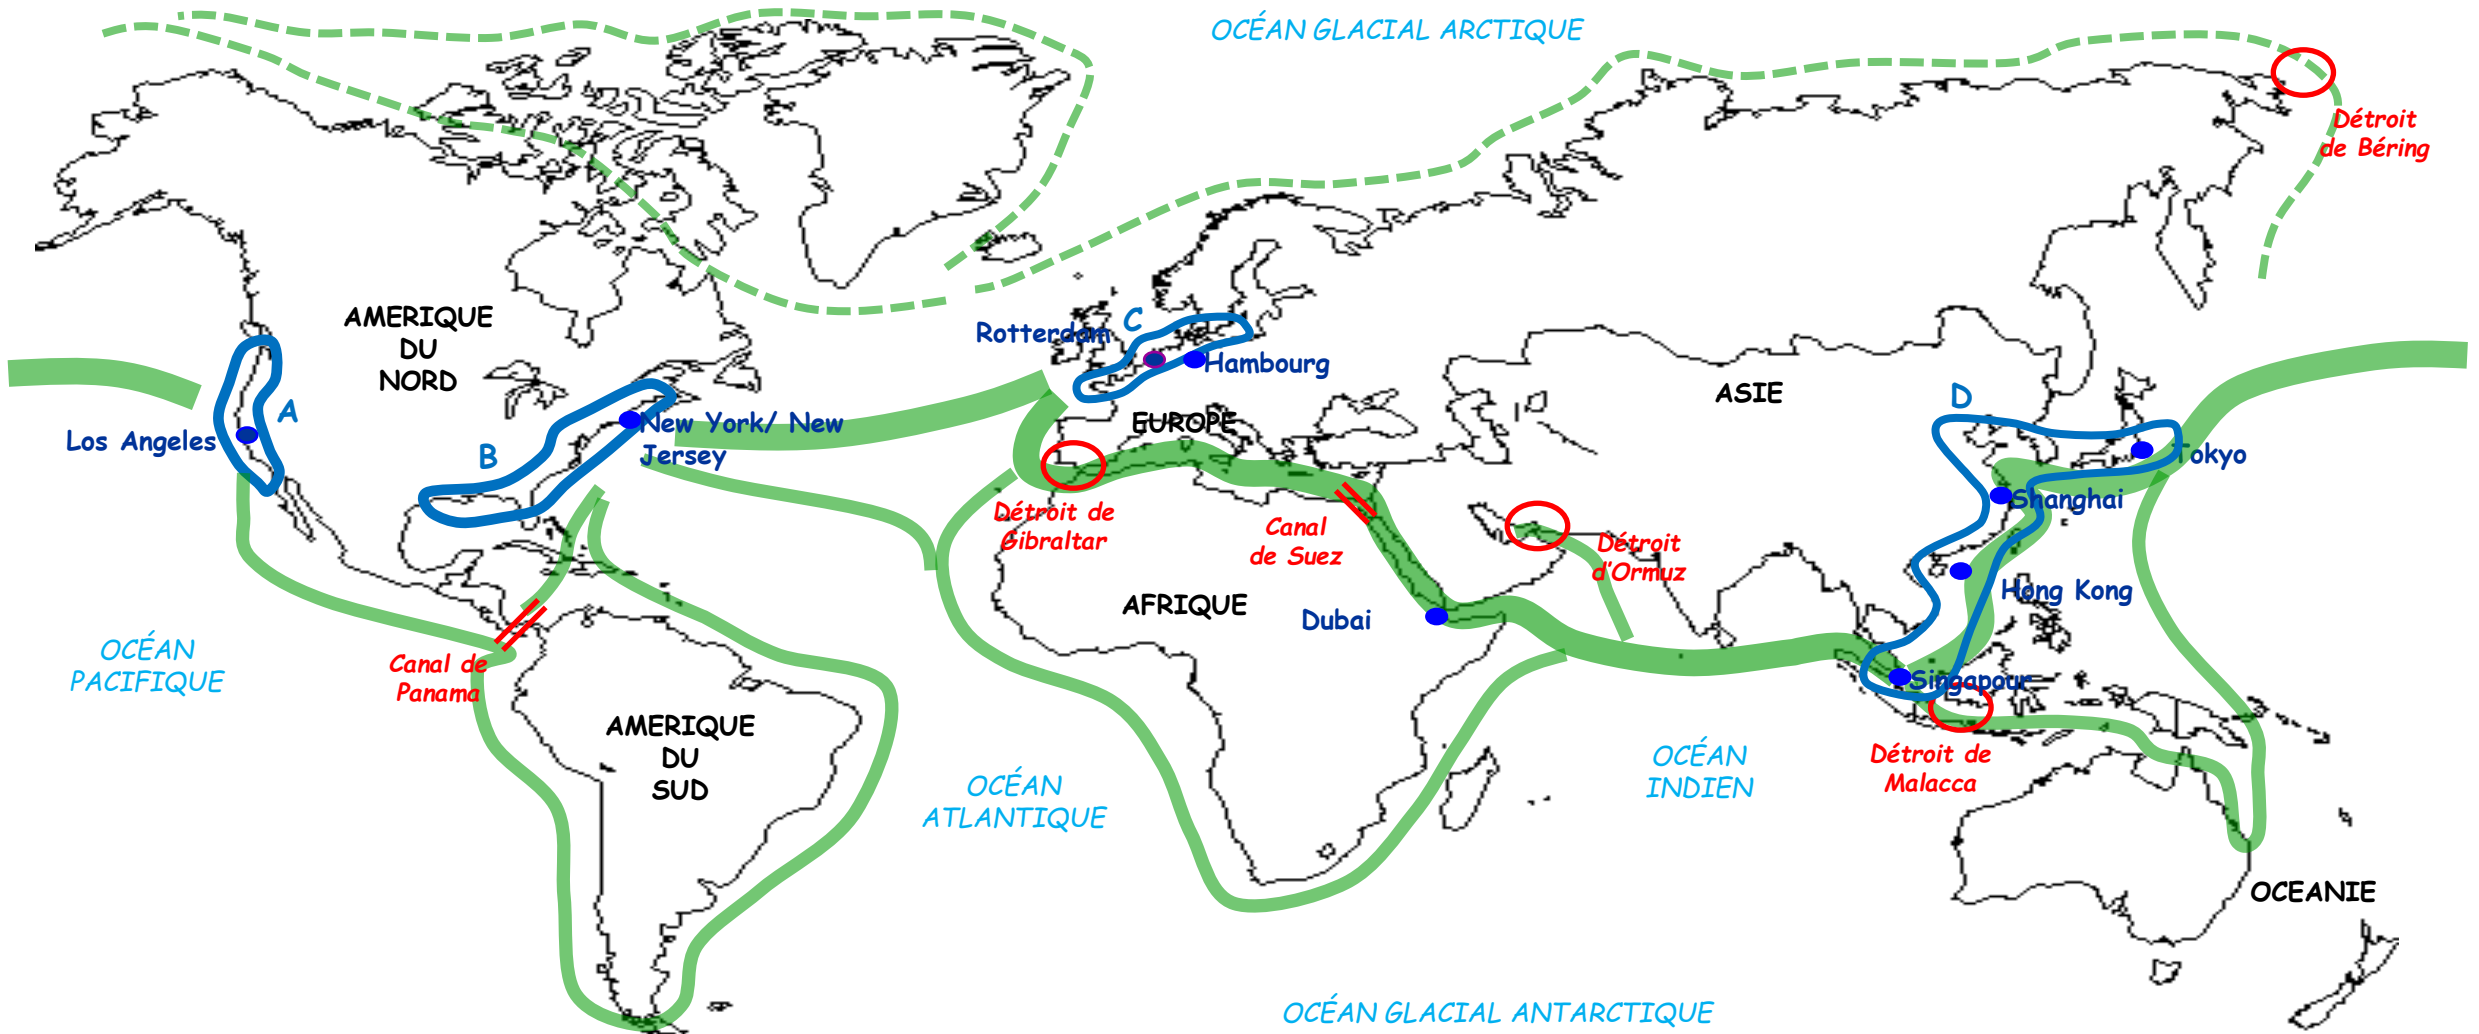 OCÉAN GLACIAL ARCTIQUE
Détroit
de Béring
AMERIQUE
DU
NORD
Rotterdam
C
Hambourg
ASIE
A
Los Angeles
B
New York/ New
Jersey
EUROPE
D
Tokyo
Shanghai
Détroit de
Gibraltar
Canal
de Suez
Détroit
d'Ormuz
Hong Kong
AFRIQUE
Dubai
OCÉAN
PACIFIQUE
Canal de
Panama
Singapour
AMERIQUE
DU
SUD
OCÉAN
ATLANTIQUE
OCÉAN
INDIEN
Détroit de
Malacca
OCEANIE
OCÉAN GLACIAL ANTARCTIQUE